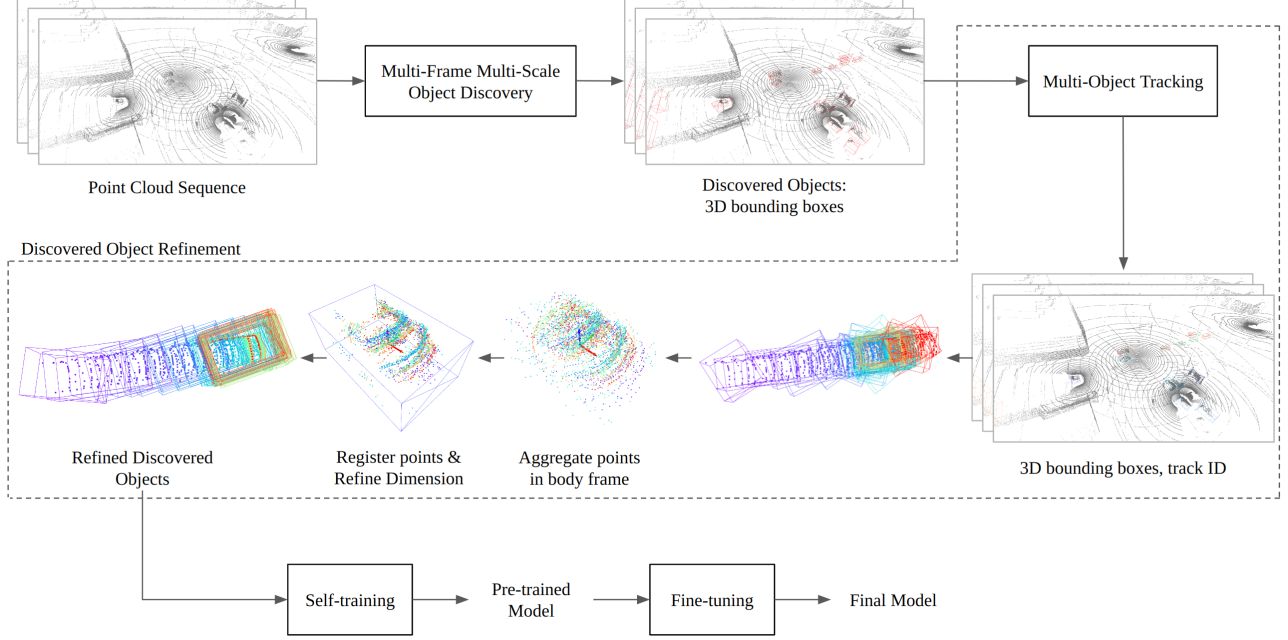 Multi-Frame Multi-Scale
Object Discovery
Multi-Object Tracking
Point Cloud Sequence
Discovered Objects:
3D bounding boxes
Discovered Object Refinement
Refined Discovered
Objects
Register points &
Refine Dimension
Aggregate points
in body frame
3D bounding boxes, track ID
Self-training
Pre-trained
Model
Fine-tuning
Final Model